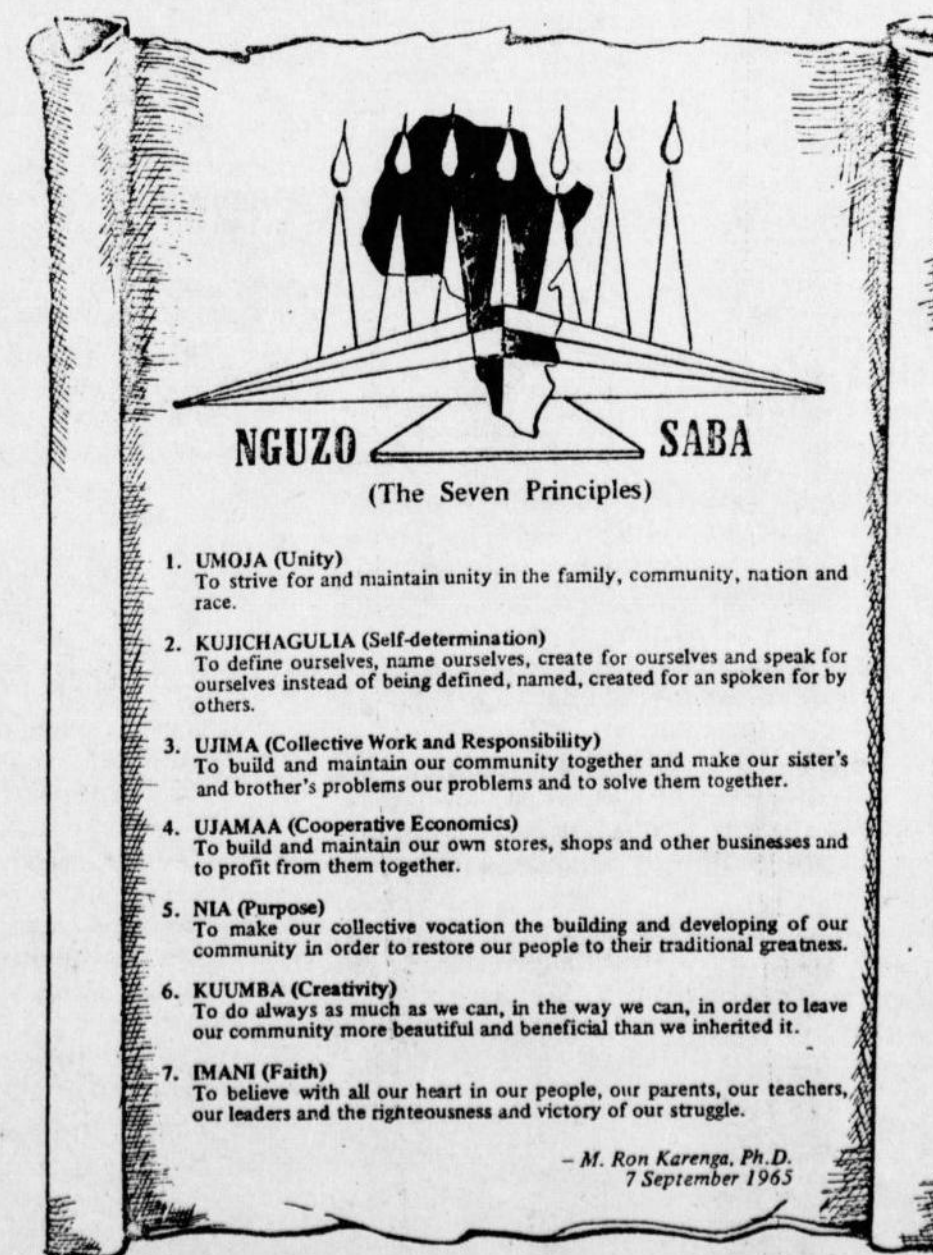 NGUZO SABA
(The Seven Principles)
1. UMOJA (Unity)
To strive for and maintain unity in the family, community, nation and
race.
2. KUJICHAGULIA (Self-determination)
To define ourselves, name ourselves, create for ourselves and speak for
ourselves instead of being defined, named, created for an spoken for by
others.
3. UJIMA (Collective Work and Responsibility)
To build and maintain our community together and make our sister's
and brother's problems our problems and to solve them together.
4. UJAMAA (Cooperative Economics)
To build and maintain our own stores, shops and other businesses and
to profit from them together.
5. NIA (Purpose)
To make our collective vocation the building and developing of our
community in order to restore our people to their traditional greatness.
6. KUUMBA (Creativity)
To do always as much as we can, in the way we can, in order to leave
our community more beautiful and beneficial than we inherited it.
7. IMANI (Faith)
To believe with all our heart in our people, our parents, our teachers,
our leaders and the righteousness and victory of our struggle.
– M. Ron Karenga, Ph.D.
7 September 1965